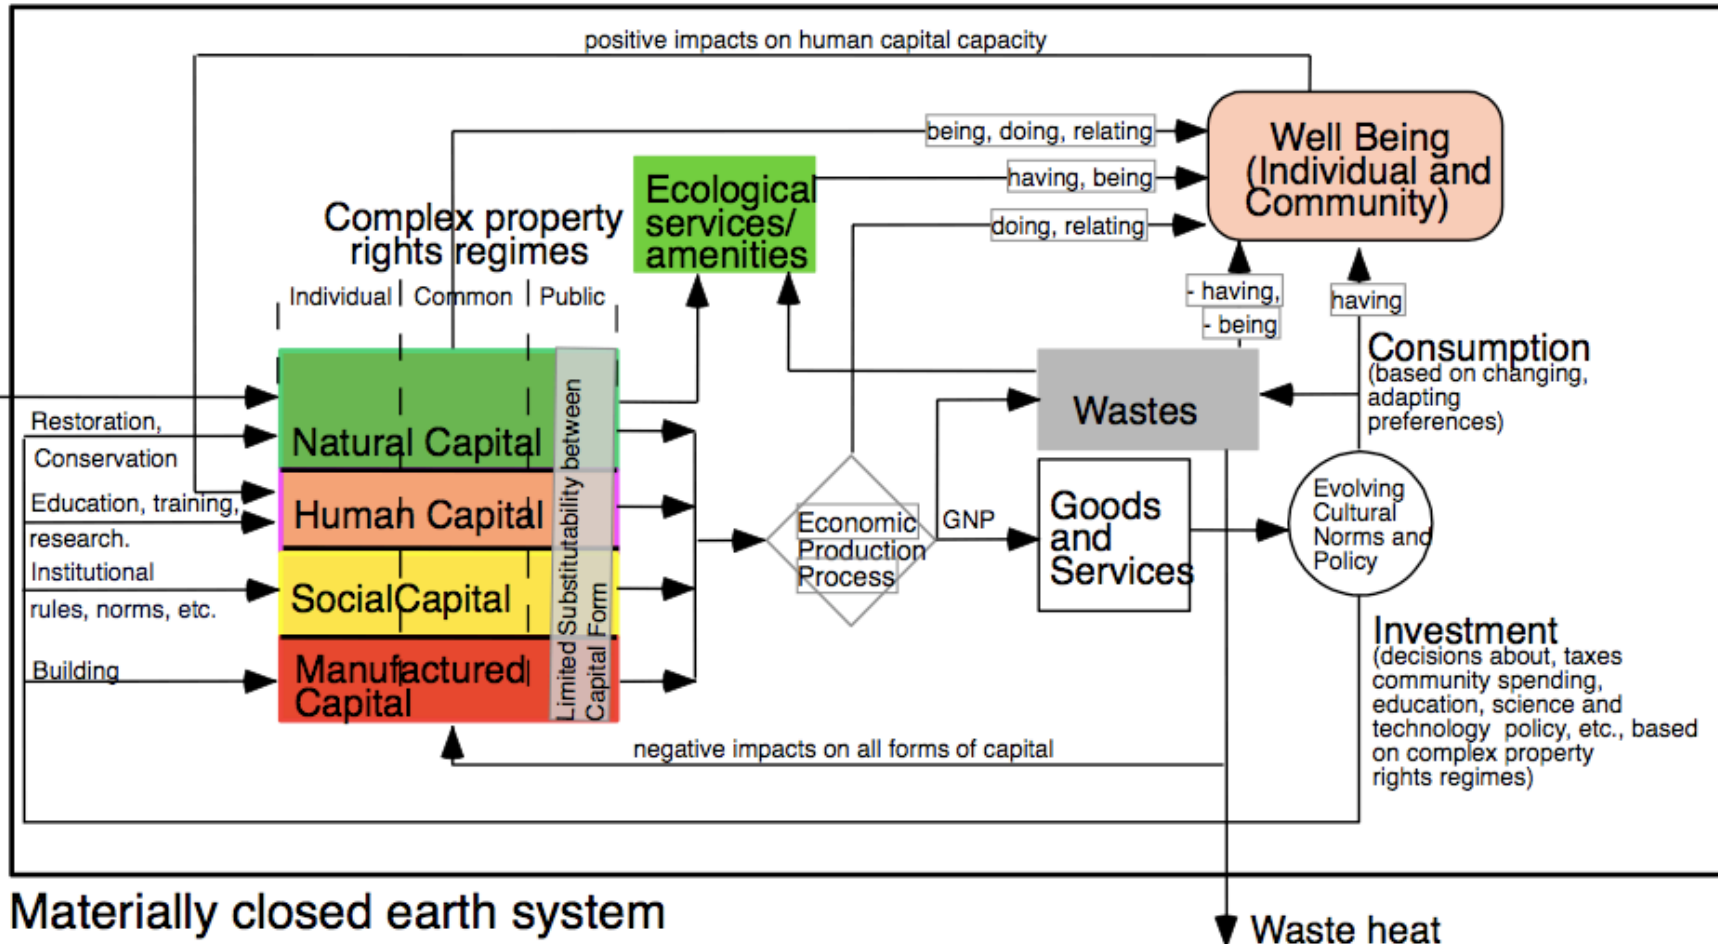 positive impacts on human capital capacity
being, doing, relating
Well Being
(Individual and
Community)
having, being
doing, relating
Ecological
services/
amenities
Complex property
rights regimes
Individual
Common
Public
- having,
- being
having
Consumption
(based on changing,
adapting
preferences)
Restoration,
Conservation
Education, training,
research.
Institutional
rules, norms, etc.
Building
Natural Capital
Human Capital
SocialCapital
Manufactured
Capital
Limited Substitutability between
Capital Form
Economic
Production
Process
GNP
Wastes
Goods
and
Services
Evolving
Cultural
Norms and
Policy
Investment
(decisions about, taxes
community spending,
education, science and
technology policy, etc., based
on complex property
rights regimes)
negative impacts on all forms of capital
Materially closed earth system
Waste heat